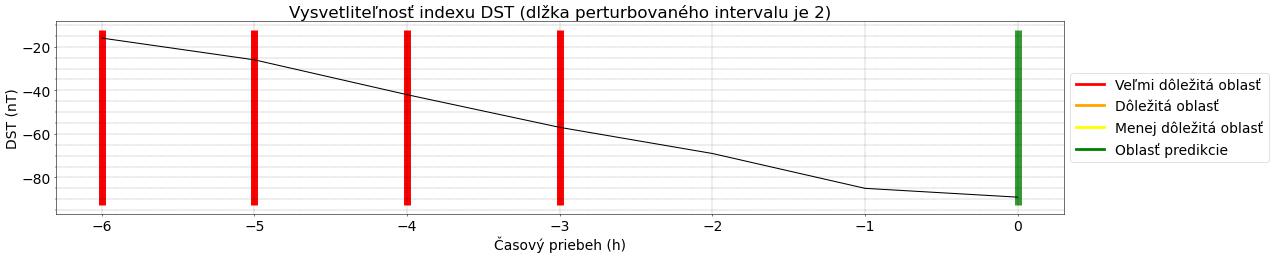 Vysvetliteľnosť indexu DST (dlžka perturbovaného intervalu je 2)
DST (nT)
−20
−40
−60
−80
−6
−5
−4
−3
−2
−1
0
Časový priebeh (h)
Veľmi dôležitá oblasť
Dôležitá oblasť
Menej dôležitá oblasť
Oblasť predikcie